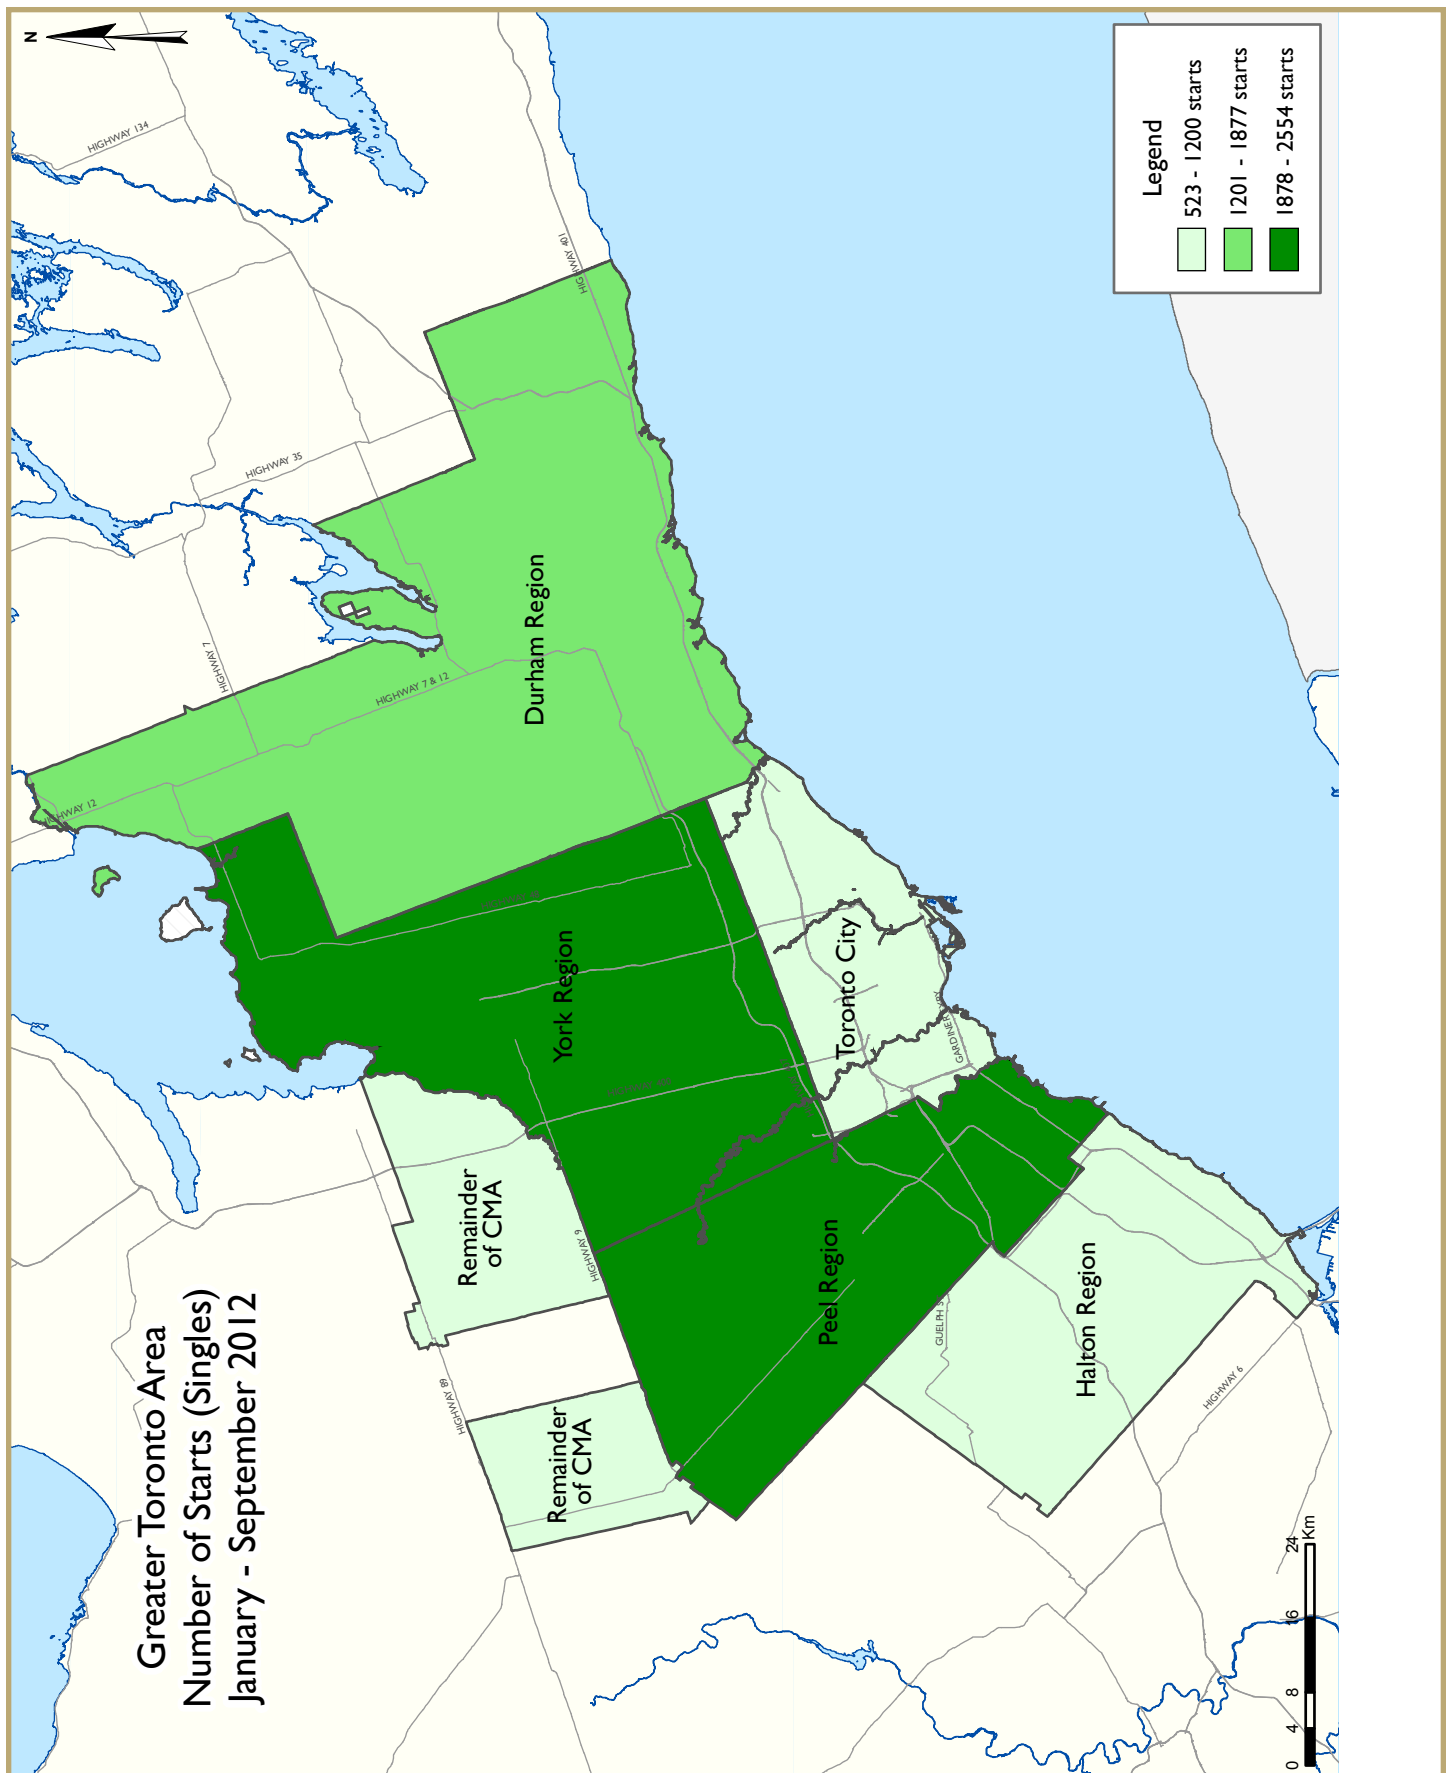 Greater Toronto Area
Number of Starts (Singles)
January - September 2012
N
HIGHWAY 134
HIGHWAY 401
HIGHWAY 35
HIGHWAY 7
HIGHWAY 7 & 12
HIGHWAY 12
Durham Region
York Region
Toronto City
Remainder
of CMA
HIGHWAY 9
HIGHWAY 89
Remainder
of CMA
Peel Region
Halton Region
HIGHWAY 6
Legend
523 - 1200 starts
1201 - 1877 starts
1878 - 2554 starts
0 4 8 16 24
Km
GARDINER
GUELPH